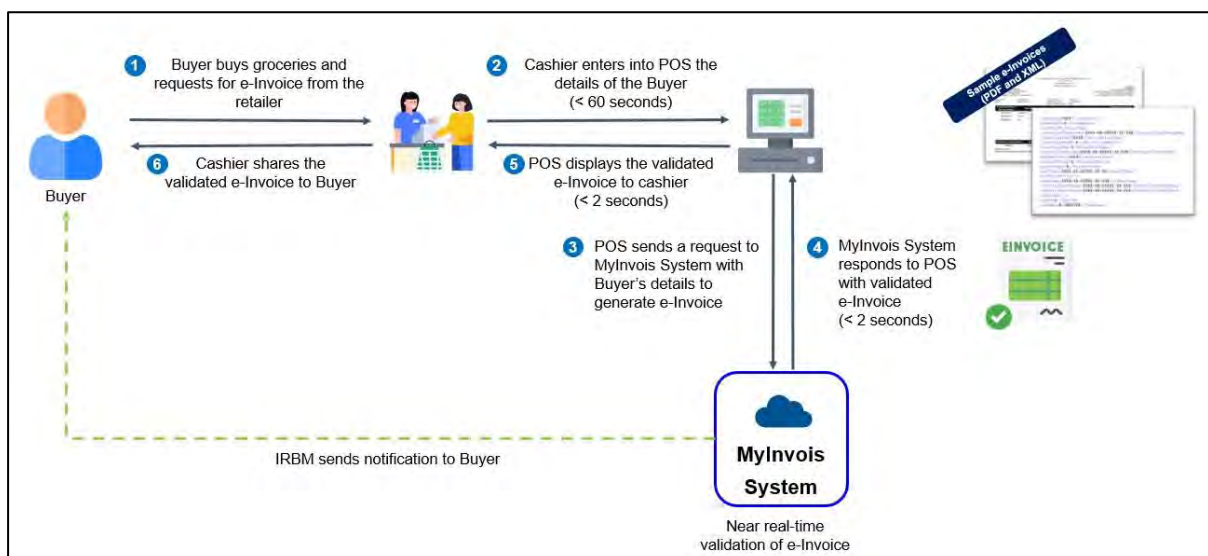 1
Buyer buys groceries and
requests for e-Invoice from the
retailer
2
Cashier enters into POS the
details of the Buyer
(< 60 seconds)
Sample e-Invoices
(PDF and XML)
6
Cashier shares the
validated e-Invoice to Buyer
5
POS displays the validated
e-Invoice to cashier
(< 2 seconds)
Buyer
3
POS sends a request to
MyInvois System with
Buyer's details to
generate e-Invoice
4
MyInvois System
responds to POS
with validated
e-Invoice
(< 2 seconds)
EINVOICE
IRBM sends notification to Buyer
MyInvois
System
Near real-time
validation of e-Invoice